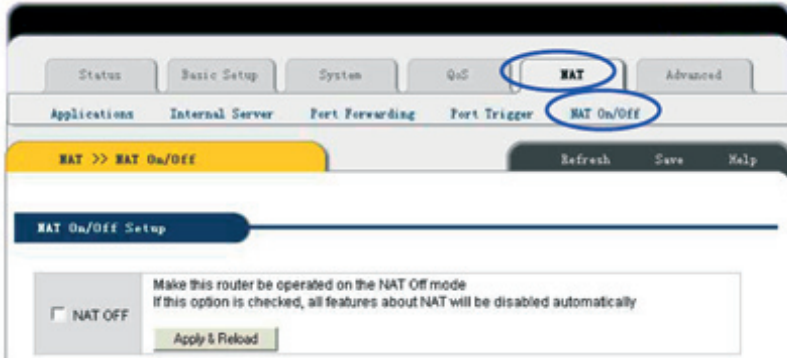 Status Basic Setup System QoS NAT Advanced
Applications Internal Server Port Forwarding Port Trigger NAT On/Off
NAT >> NAT On/Off Refresh Save Help
NAT On/Off Setup
Make this router be operated on the NAT Off mode
NAT OFF If this option is checked, all features about NAT will be disabled automatically
Apply & Reload